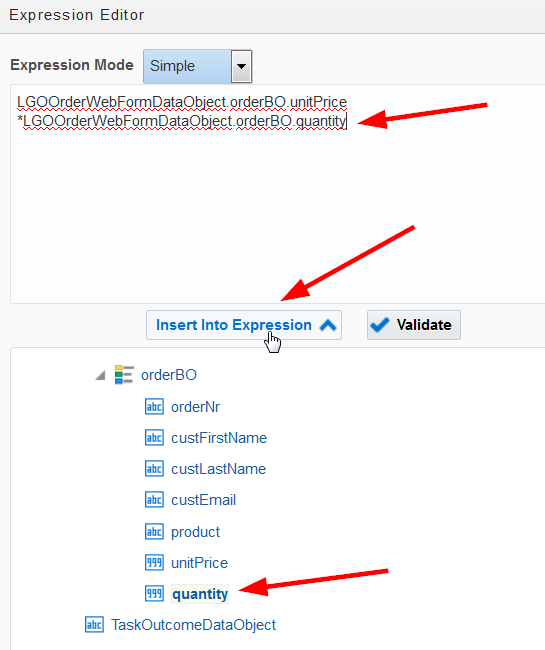 Expression Editor
Expression Mode Simple
LGOOrderWebFormDataObject.orderBO.unitPrice
*LGOOrderWebFormDataObject.orderBO.quantity
Insert Into Expression Validate
orderBO
abc orderNr
abc custFirstName
abc custLastName
abc custEmail
abc product
999 unitPrice
999 quantity
abc TaskOutcomeDataObject